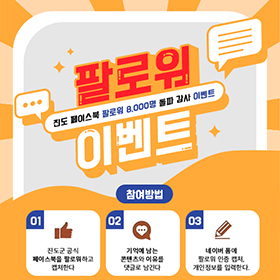 팔로워
진도 페이스북 팔로워 8,000명 돌파 감사 이벤트
이벤트
참여방법
01
진도군 공식
페이스북을 팔로워하고
캡처한다
02
기억에 남는
콘텐츠와 이유를
댓글로 남긴다
03
네이버 폼에
팔로워 인증 캡처,
개인정보를 입력한다.